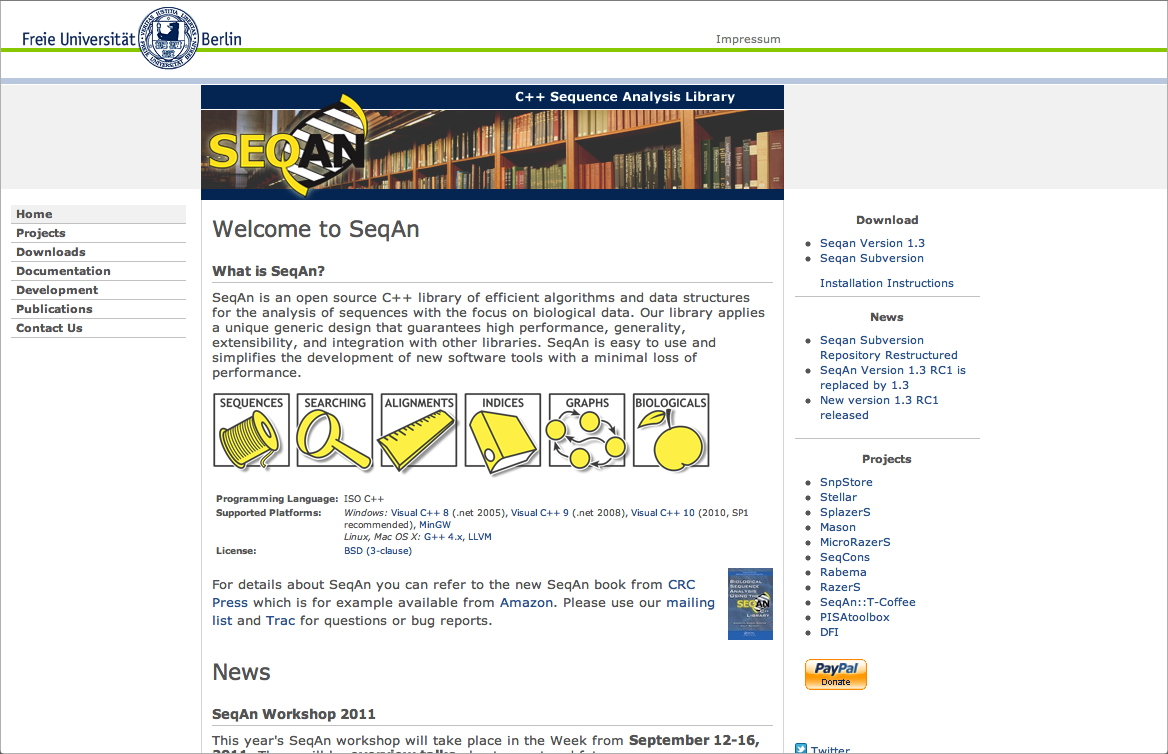 Freie Universität Berlin
Impressum
C++ Sequence Analysis Library
SEQAN
Home
Projects
Downloads
Documentation
Development
Publications
Contact Us
Welcome to SeqAn
What is SeqAn?
SeqAn is an open source C++ library of efficient algorithms and data structures
for the analysis of sequences with the focus on biological data. Our library applies
a unique generic design that guarantees high performance, generality,
extensibility, and integration with other libraries. SeqAn is easy to use and
simplifies the development of new software tools with a minimal loss of
performance.
SEQUENCES SEARCHING ALIGNMENTS INDICES GRAPHS BIOLOGICALS
Programming Language: ISO C++
Supported Platforms: Windows: Visual C++ 8 (.net 2005), Visual C++ 9 (.net 2008), Visual C++ 10 (2010, SP1
recommended), MinGW
Linux, Mac OS X: G++ 4.x, LLVM
License: BSD (3-clause)
For details about SeqAn you can refer to the new SeqAn book from CRC
Press which is for example available from Amazon. Please use our mailing
list and Trac for questions or bug reports.
BIOLOGICAL
SEQUENCE
ANALYSIS
USING THE
SEQAN
C++
LIBRARY
News
SeqAn Workshop 2011
This year's SeqAn workshop will take place in the Week from September 12-16,
Download
Seqan Version 1.3
Seqan Subversion
Installation Instructions
News
Seqan Subversion
Repository Restructured
SeqAn Version 1.3 RC1 is
replaced by 1.3
New version 1.3 RC1
released
Projects
SnpStore
Stellar
SplazerS
Mason
MicroRazerS
SeqCons
Rabema
RazerS
SeqAn::T-Coffee
PISAtoolbox
DFI
PayPal
Donate
Twitter